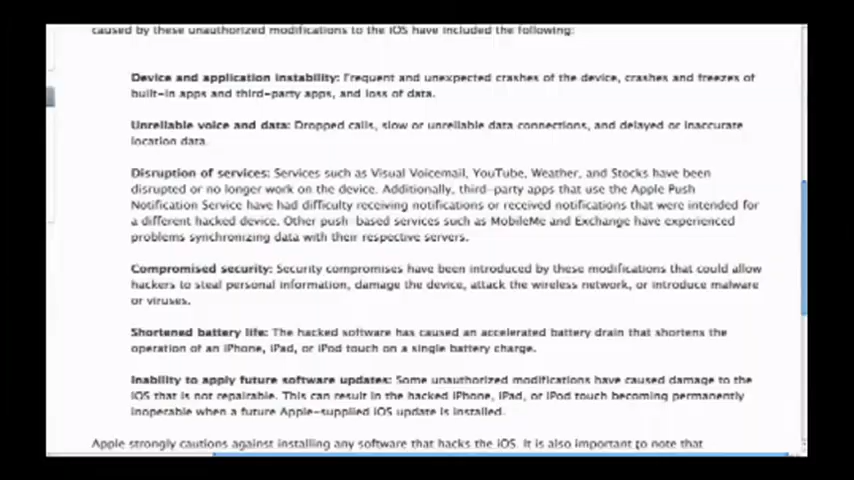 caused by these unauthorized modifications to the iOS have included the following:
Device and application instability: Frequent and unexpected crashes of the device, crashes and freezes of
built-in apps and third-party apps, and loss of data.
Unreliable voice and data: Dropped calls, slow or unreliable data connections, and delayed or inaccurate
location data.
Disruption of services: Services such as Visual Voicemail, YouTube, Weather, and Stocks have been
disrupted or no longer work on the device. Additionally, third-party apps that use the Apple Push
Notification Service have had difficulty receiving notifications or received notifications that were intended for
a different hacked device. Other push-based services such as MobileMe and Exchange have experienced
problems synchronizing data with their respective servers.
Compromised security: Security compromises have been introduced by these modifications that could allow
hackers to steal personal information, damage the device, attack the wireless network, or introduce malware
or viruses.
Shortened battery life: The hacked software has caused an accelerated battery drain that shortens the
operation of an iPhone, iPad, or iPod touch on a single battery charge.
Inability to apply future software updates: Some unauthorized modifications have caused damage to the
iOS that is not repairable. This can result in the hacked iPhone, iPad, or iPod touch becoming permanently
inoperable when a future Apple-supplied iOS update is installed.
Apple strongly cautions against installing any software that hacks the iOS. It is also important to note that